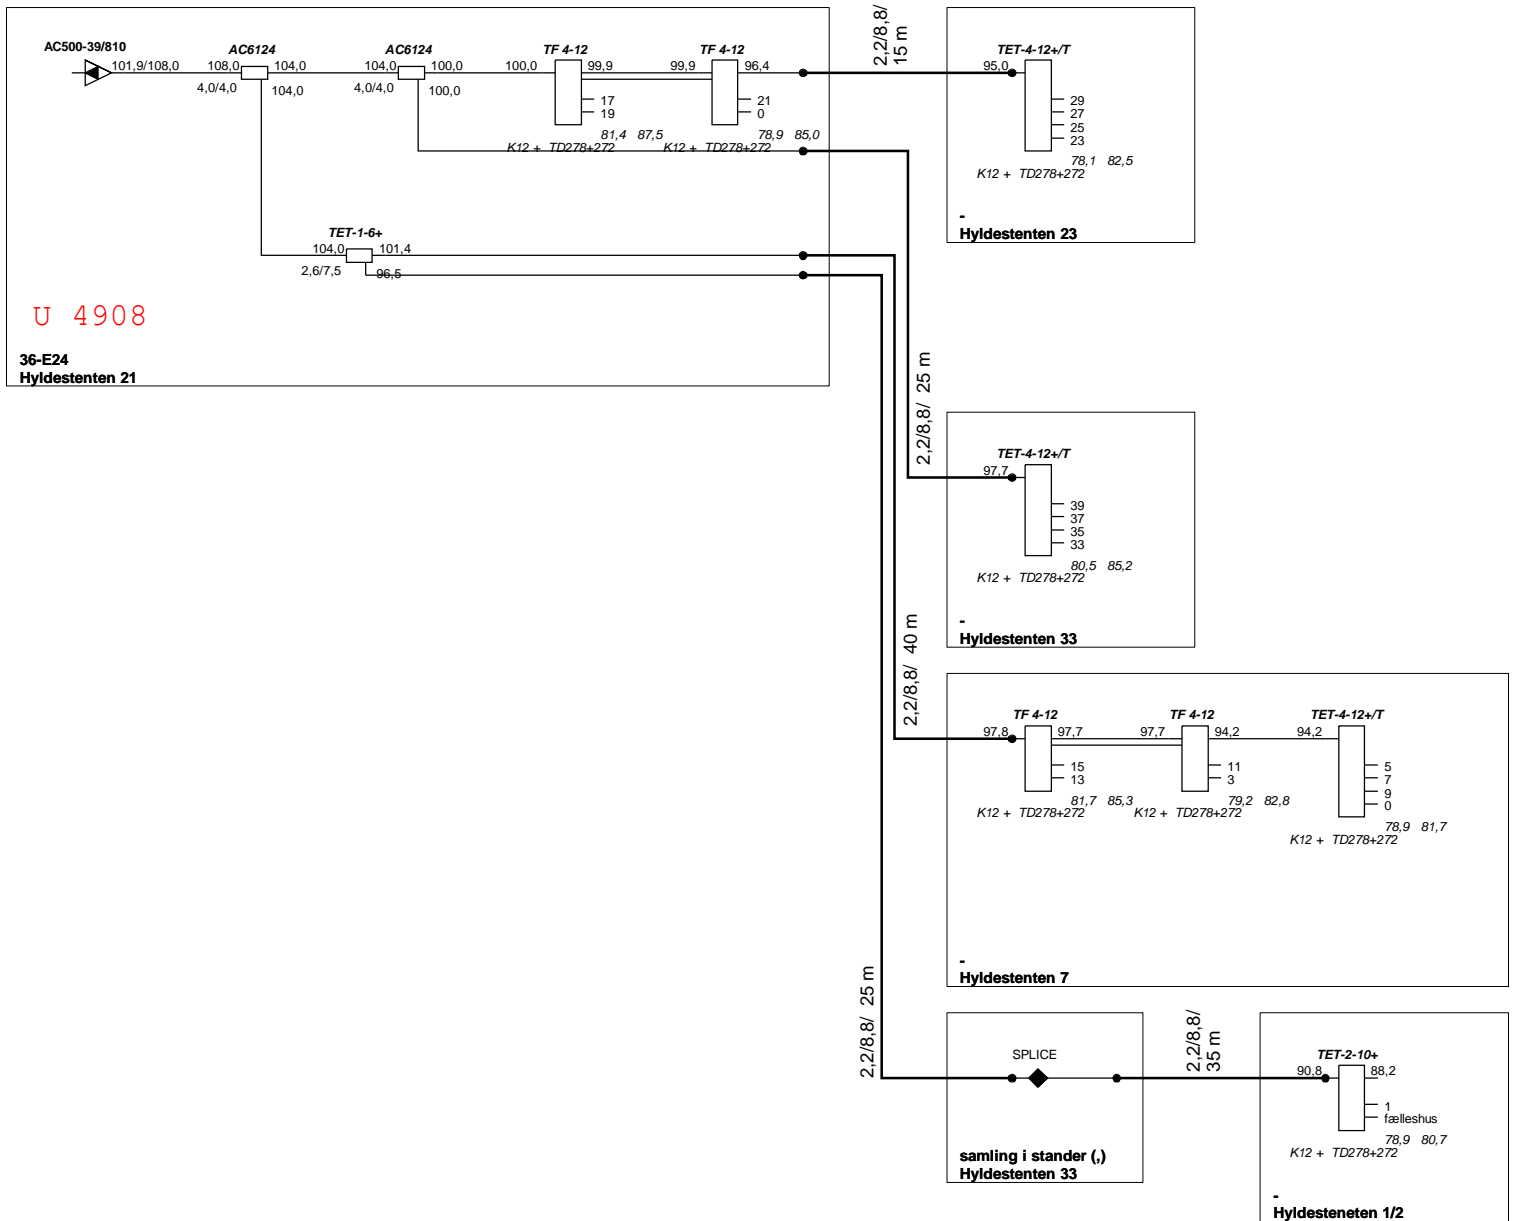 AC500-39/810
101,9/108,0
AC6124
108,0 104,0
4,0/4,0 104,0
AC6124
104,0 100,0
4,0/4,0 100,0
TF 4-12
100,0 99,9
17
19
81,4 87,5
K12 + TD278+272
TF 4-12
99,9 96,4
21
0
78,9 85,0
K12 + TD278+272
TET-1-6+
104,0 101,4
2,6/7,5 96,5
U 4908
36-E24
Hyldestenten 21
2,2/8,8/
15 m
TET-4-12+/T
95,0
29
27
25
23
78,1 82,5
K12 + TD278+272
-
Hyldestenten 23
2,2/8,8/ 25 m
TET-4-12+/T
97,7
39
37
35
33
80,5 85,2
K12 + TD278+272
-
Hyldestenten 33
2,2/8,8/ 40 m
TF 4-12
97,8 97,7
15
13
81,7 85,3
K12 + TD278+272
TF 4-12
97,7 94,2
11
3
79,2 82,8
K12 + TD278+272
TET-4-12+/T
94,2
5
7
9
0
78,9 81,7
K12 + TD278+272
-
Hyldestenten 7
2,2/8,8/ 25 m
SPLICE
samling i stander (,)
Hyldestenten 33
2,2/8,8/
35 m
TET-2-10+
90,8 88,2
1
fælleshus
78,9 80,7
K12 + TD278+272
-
Hyldesteneten 1/2